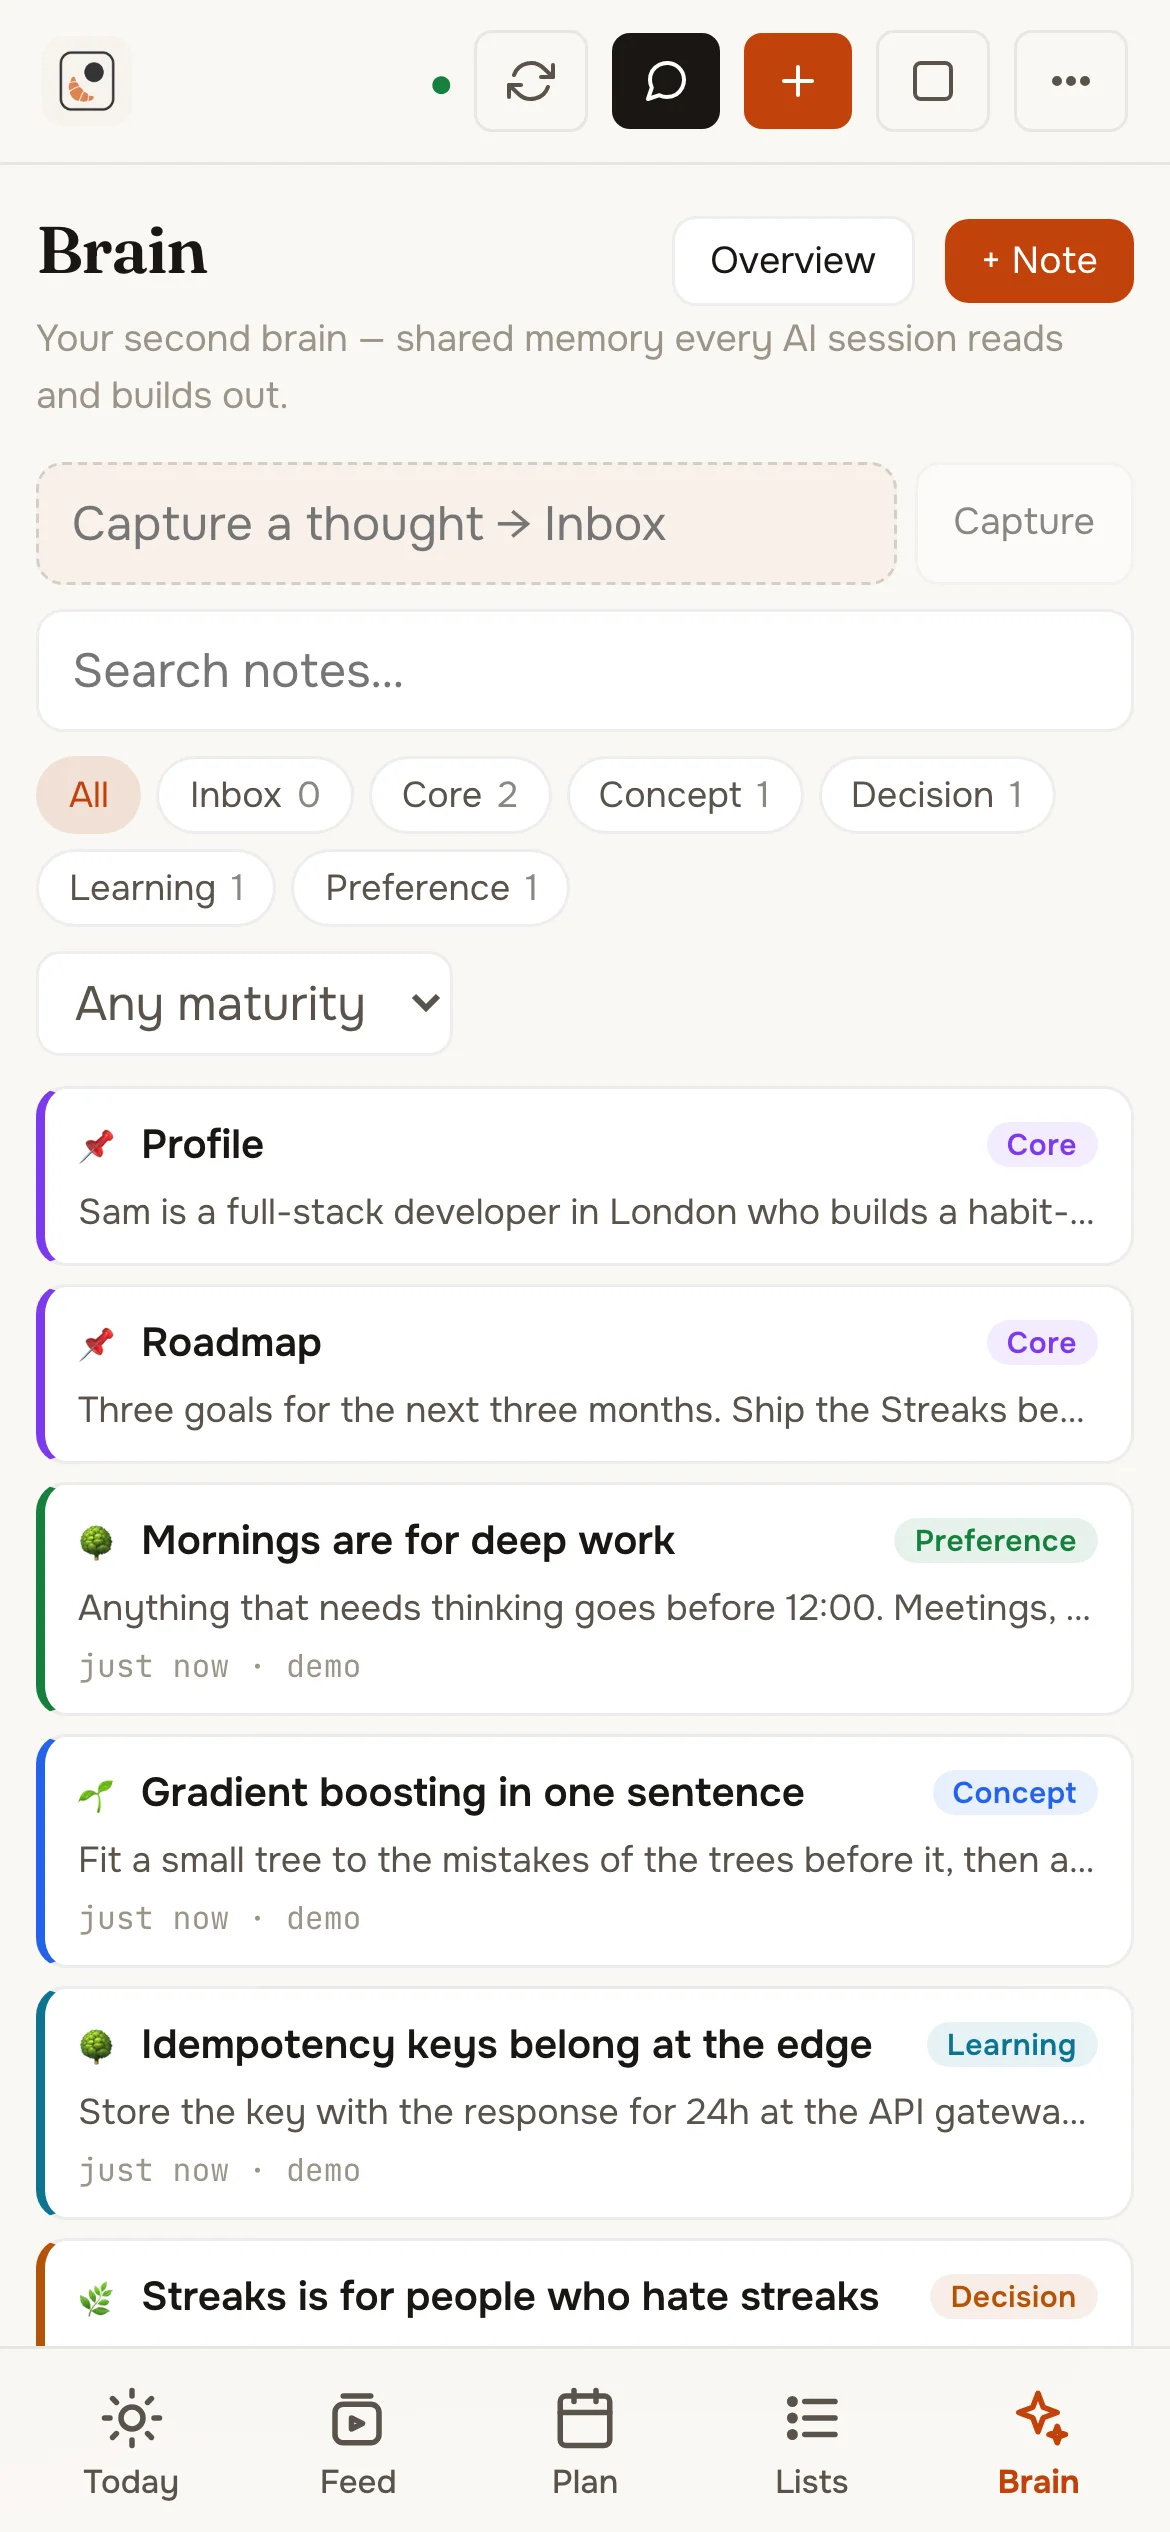 Brain
Overview
+ Note
Your second brain — shared memory every AI session reads
and builds out.
Capture a thought → Inbox
Capture
Search notes...
All
Inbox 0
Core 2
Concept 1
Decision 1
Learning 1
Preference 1
Any maturity
Profile
Core
Sam is a full-stack developer in London who builds a habit-...
Roadmap
Core
Three goals for the next three months. Ship the Streaks be...
Mornings are for deep work
Preference
Anything that needs thinking goes before 12:00. Meetings, ...
just now · demo
Gradient boosting in one sentence
Concept
Fit a small tree to the mistakes of the trees before it, then a...
just now · demo
Idempotency keys belong at the edge
Learning
Store the key with the response for 24h at the API gatewa...
just now · demo
Streaks is for people who hate streaks
Decision
Today
Feed
Plan
Lists
Brain